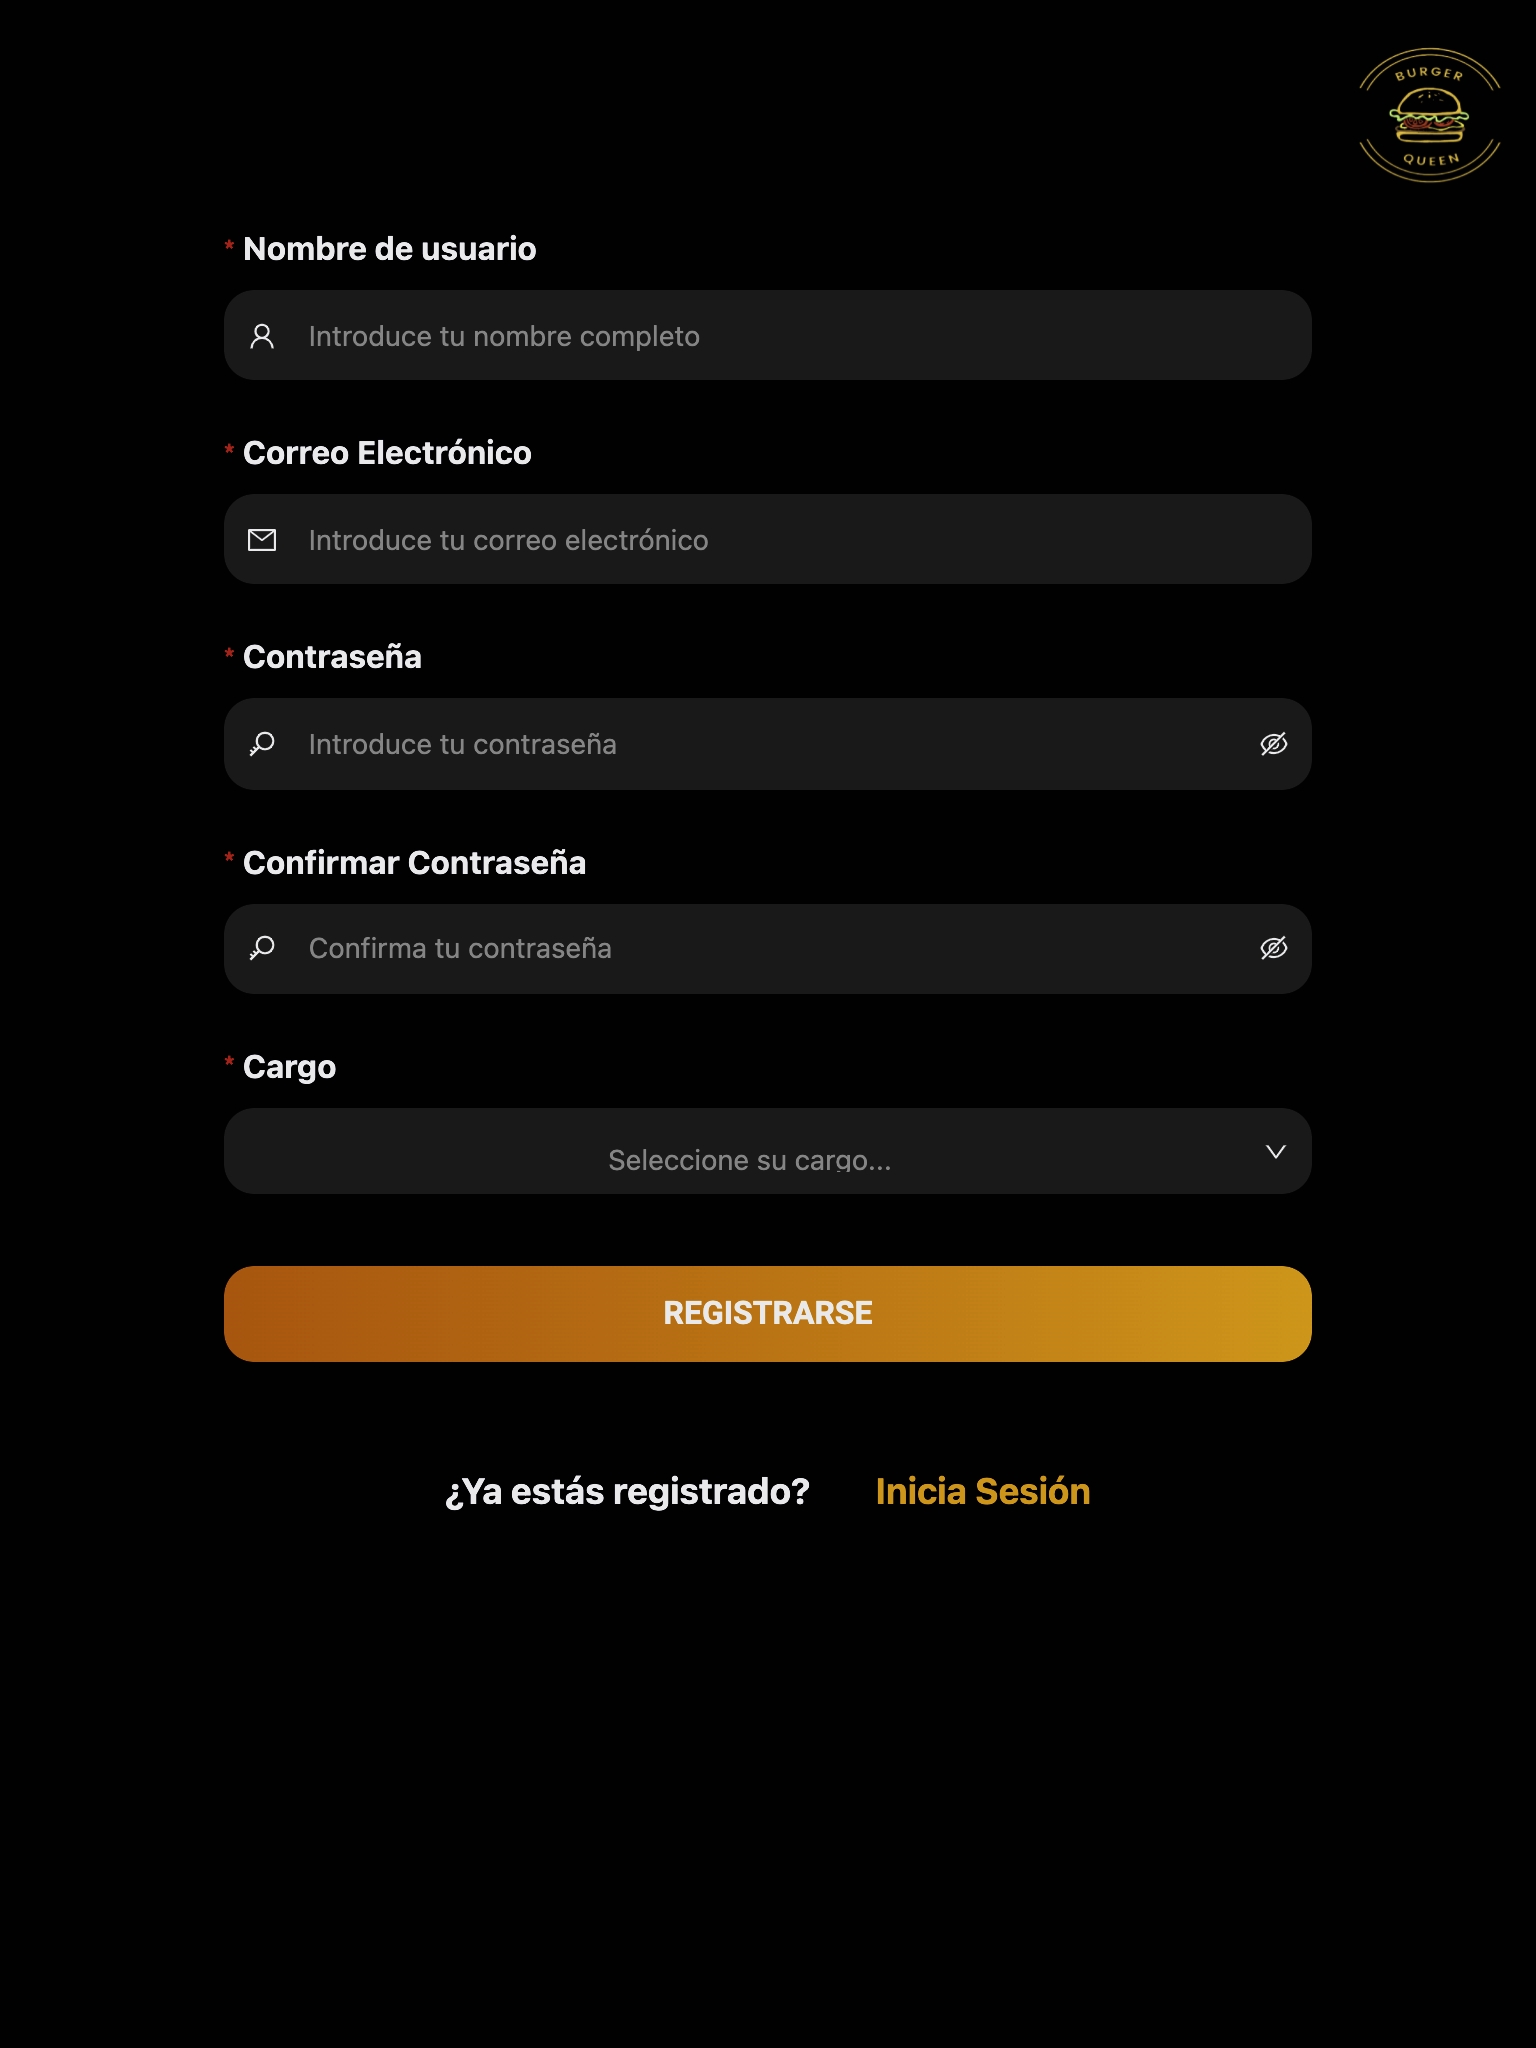 BURGER
QUEEN
* Nombre de usuario
Introduce tu nombre completo
* Correo Electrónico
Introduce tu correo electrónico
* Contraseña
Introduce tu contraseña
* Confirmar Contraseña
Confirma tu contraseña
* Cargo
Seleccione su cargo...
REGISTRARSE
¿Ya estás registrado? Inicia Sesión